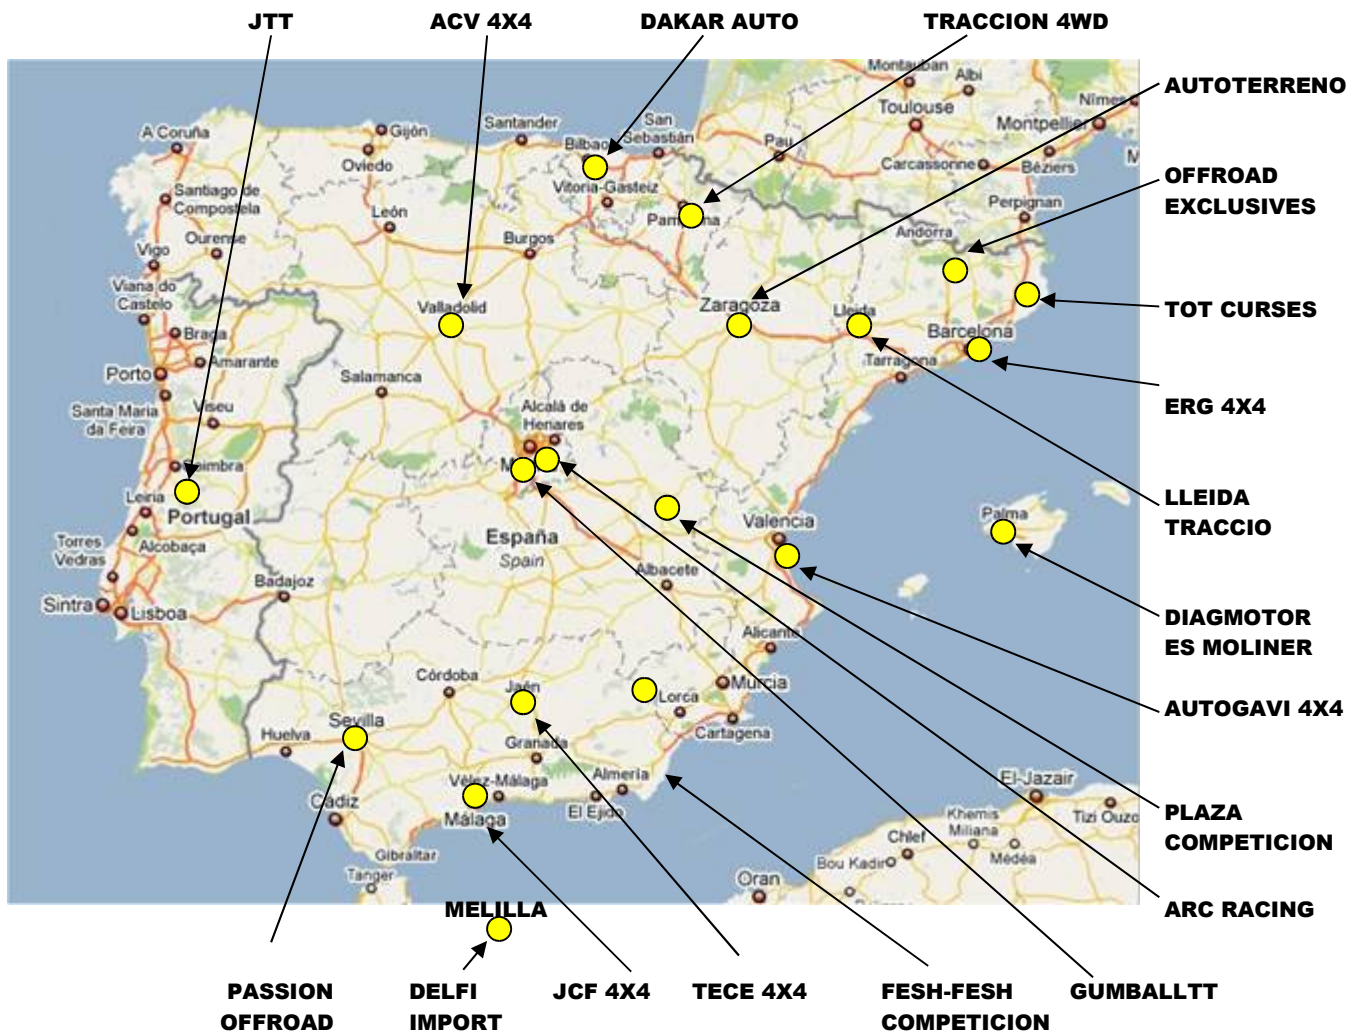 JTT
ACV 4X4
DAKAR AUTO
TRACCION 4WD
AUTOTERRENO
OFFROAD
EXCLUSIVES
TOT CURSES
ERG 4X4
LLEIDA
TRACCIO
DIAGMOTOR
ES MOLINER
AUTOGAVI 4X4
PLAZA
COMPETICION
ARC RACING
GUMBALLTT
FESH-FESH
COMPETICION
TECE 4X4
JCF 4X4
DELFI
IMPORT
PASSION
OFFROAD
MELILLA
Montauban
Albi
Nîmes
Toulouse
Montpellier
Béziers
Carcassonne
Pau
Perpignan
Andorra
A Coruña
Gijón
Oviedo
Santander
Bilbao
San
Sebastián
Vitoria-Gasteiz
Santiago de
Compostela
León
Burgos
Ourense
Vigo
Viana do
Castelo
Braga
Amarante
Porto
Valladolid
Zaragoza
Lleida
Barcelona
Tarragona
Salamanca
Alcalá de
Henares
Santa Maria
da Feira
Viseu
Leiria
Portugal
Alcobaça
Torres
Vedras
Sintra
Lisboa
Badajoz
España
Spain
Valencia
Albacete
Palma
Alicante
Murcia
Lorca
Cartagena
Córdoba
Jaén
Sevilla
Huelva
Granada
Almería
El Ejido
Vélez-Málaga
Málaga
Cádiz
Gibraltar
Tanger
Oran
El-Jazair
Tizi Ouzo
Khemis
Miliana
Médéa
Chlef
Bou Kadir